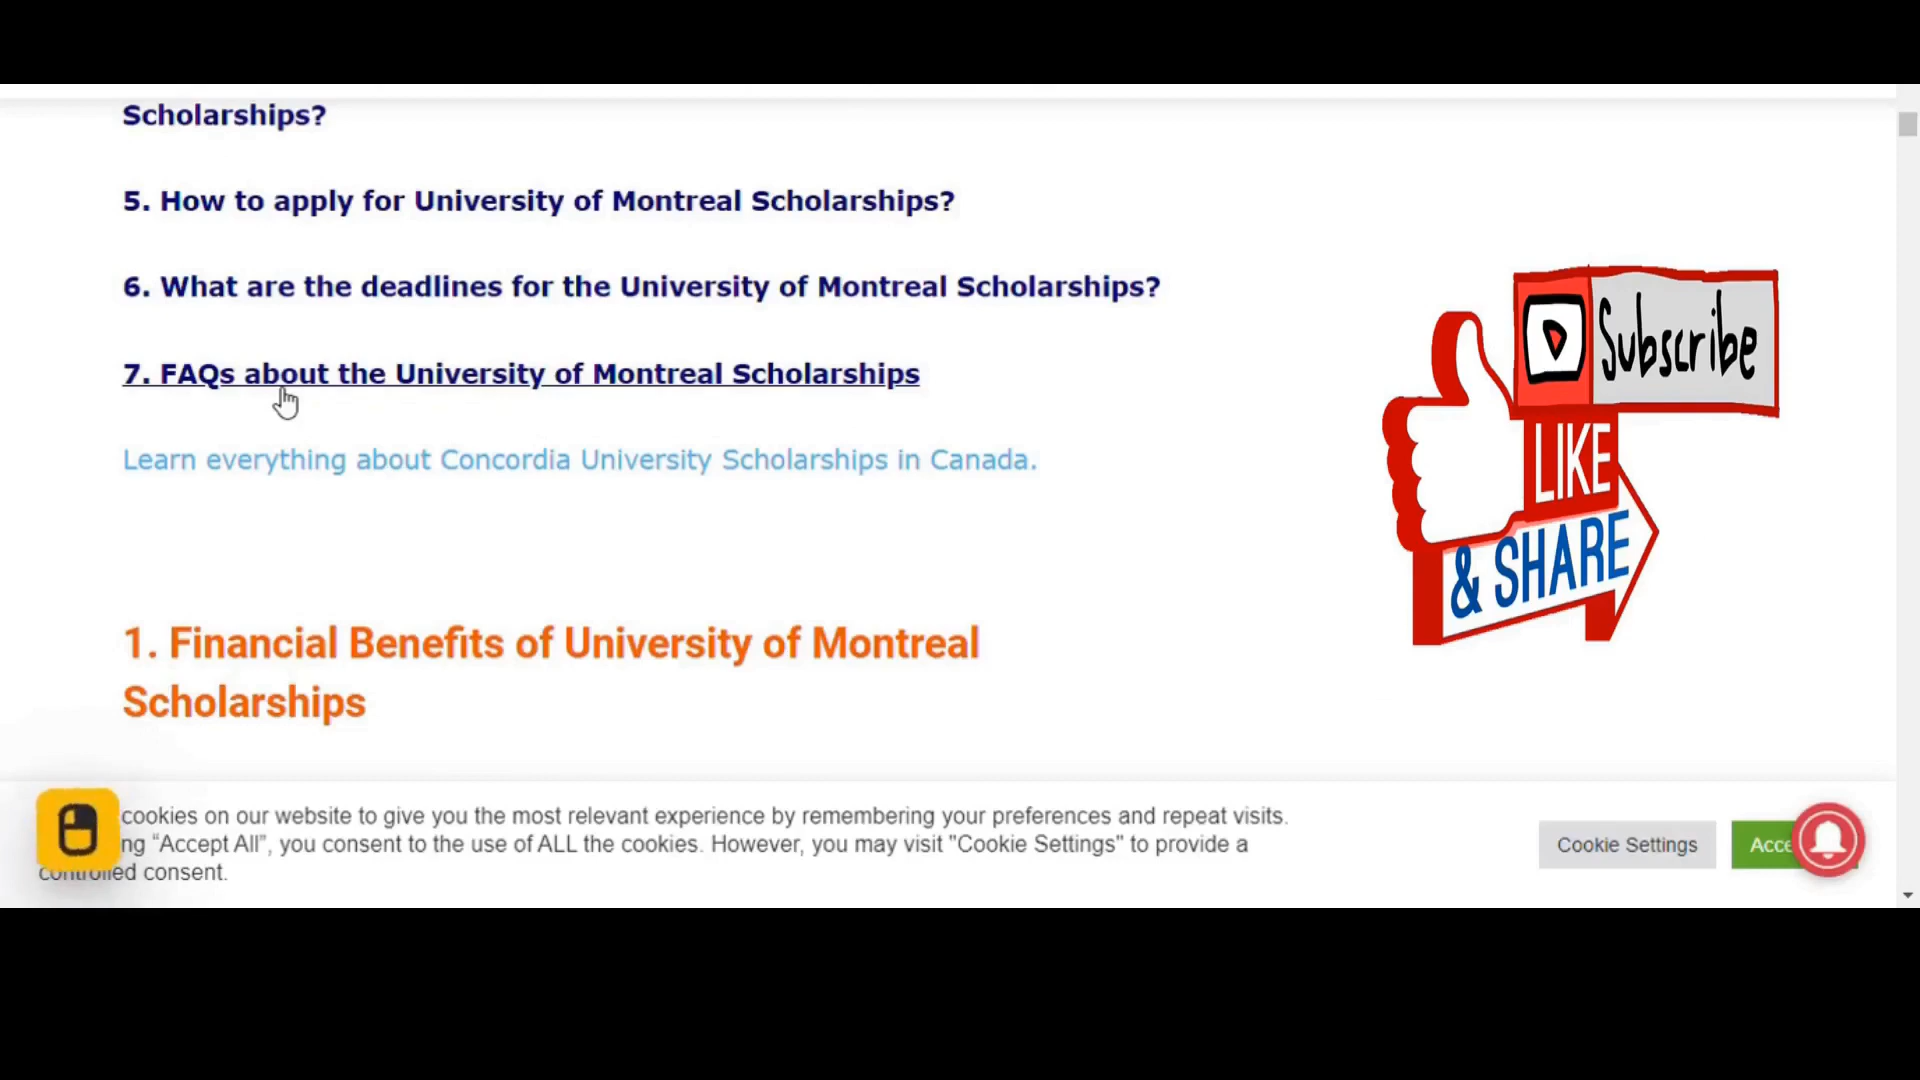 Scholarships?
5. How to apply for University of Montreal Scholarships?
6. What are the deadlines for the University of Montreal Scholarships?
7. FAQs about the University of Montreal Scholarships
Learn everything about Concordia University Scholarships in Canada.
Subscribe
LIKE
& SHARE
1. Financial Benefits of University of Montreal
Scholarships
cookies on our website to give you the most relevant experience by remembering your preferences and repeat visits.
ng “Accept All”, you consent to the use of ALL the cookies. However, you may visit "Cookie Settings" to provide a
controlled consent.
Cookie Settings
Acce